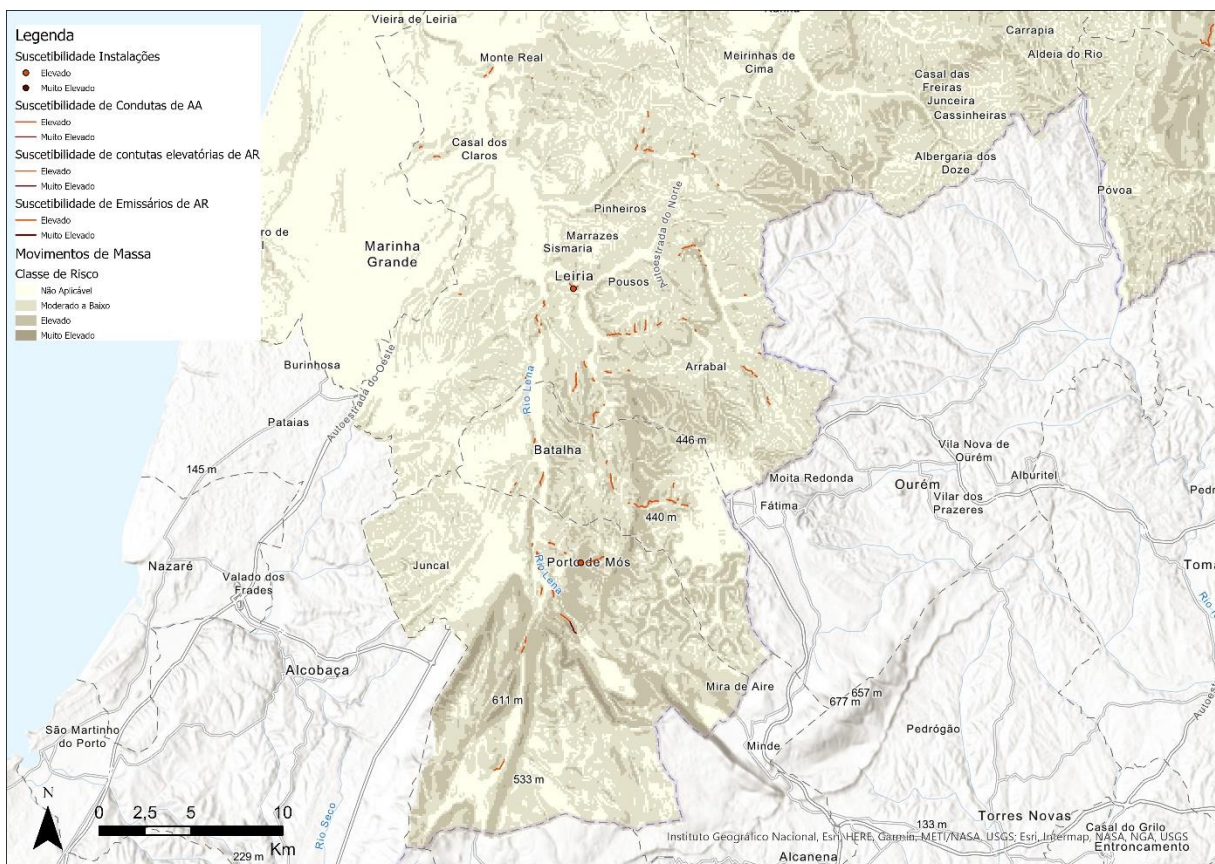 Legenda
Suscetibilidade Instalações
Elevado
Muito Elevado
Suscetibilidade de Condutas de AA
Elevado
Muito Elevado
Suscetibilidade de contutas elevatórias de AR
Elevado
Muito Elevado
Suscetibilidade de Emissários de AR
Elevado
Muito Elevado
Movimentos de Massa
Classe de Risco
Não Aplicável
Moderado a Baixo
Elevado
Muito Elevado
Vieira de Leiria
Carrapia
Monte Real
Meirinhas de
Cima
Aldeia do Rio
Casal das
Freiras
Junceira
Cassinheiras
Casal dos
Claros
Albergaria dos
Doze
Póvoa
Pinheiros
Autoestrada do Norte
ro de
Marinha
Grande
Marrazes
Sismaria
Leiria
Pousos
Burinhosa
Autoestrada do Oeste
Arrabal
Rio Lena
Pataias
145 m
Batalha
446 m
Vila Nova de
Ourém
Moita Redonda
Alburitel
Ourém
Fátima
Vilar dos
Prazeres
Ped
440 m
Nazaré
Valado dos
Frades
Juncal
Porto de Mós
Rio Lena
Toma
Alcobaça
Mira de Aire
611 m
657 m
677 m
São Martinho
do Porto
Pedrógão
Minde
533 m
N
0 2,5 5 10
Km
Rio Seco
229 m
Torres Novas
133 m
Casal do Grilo
Entroncamento
Alcanena
Instituto Geográfico Nacional, Esri, HERE, Garmin, METI/NASA, USGS; Esri, Intermap, NASA, NGA, USGS